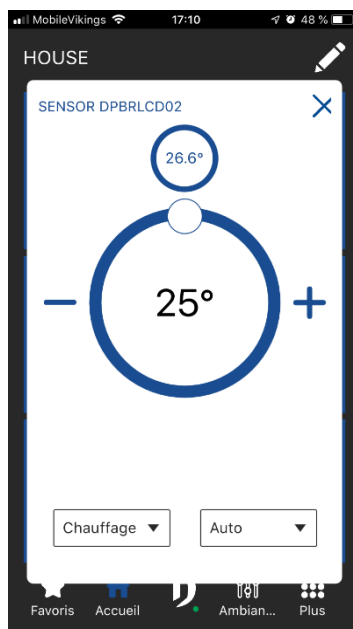 MobileVikings 17:10 48 %
HOUSE
SENSOR DPBRLCD02
26.6°
25°
Chauffage Auto
Favoris Accueil Ambian... Plus